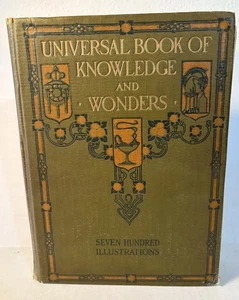 UNIVERSAL BOOK OF
KNOWLEDGE
AND
· WONDERS ·
SEVEN HUNDRED
ILLUSTRATIONS